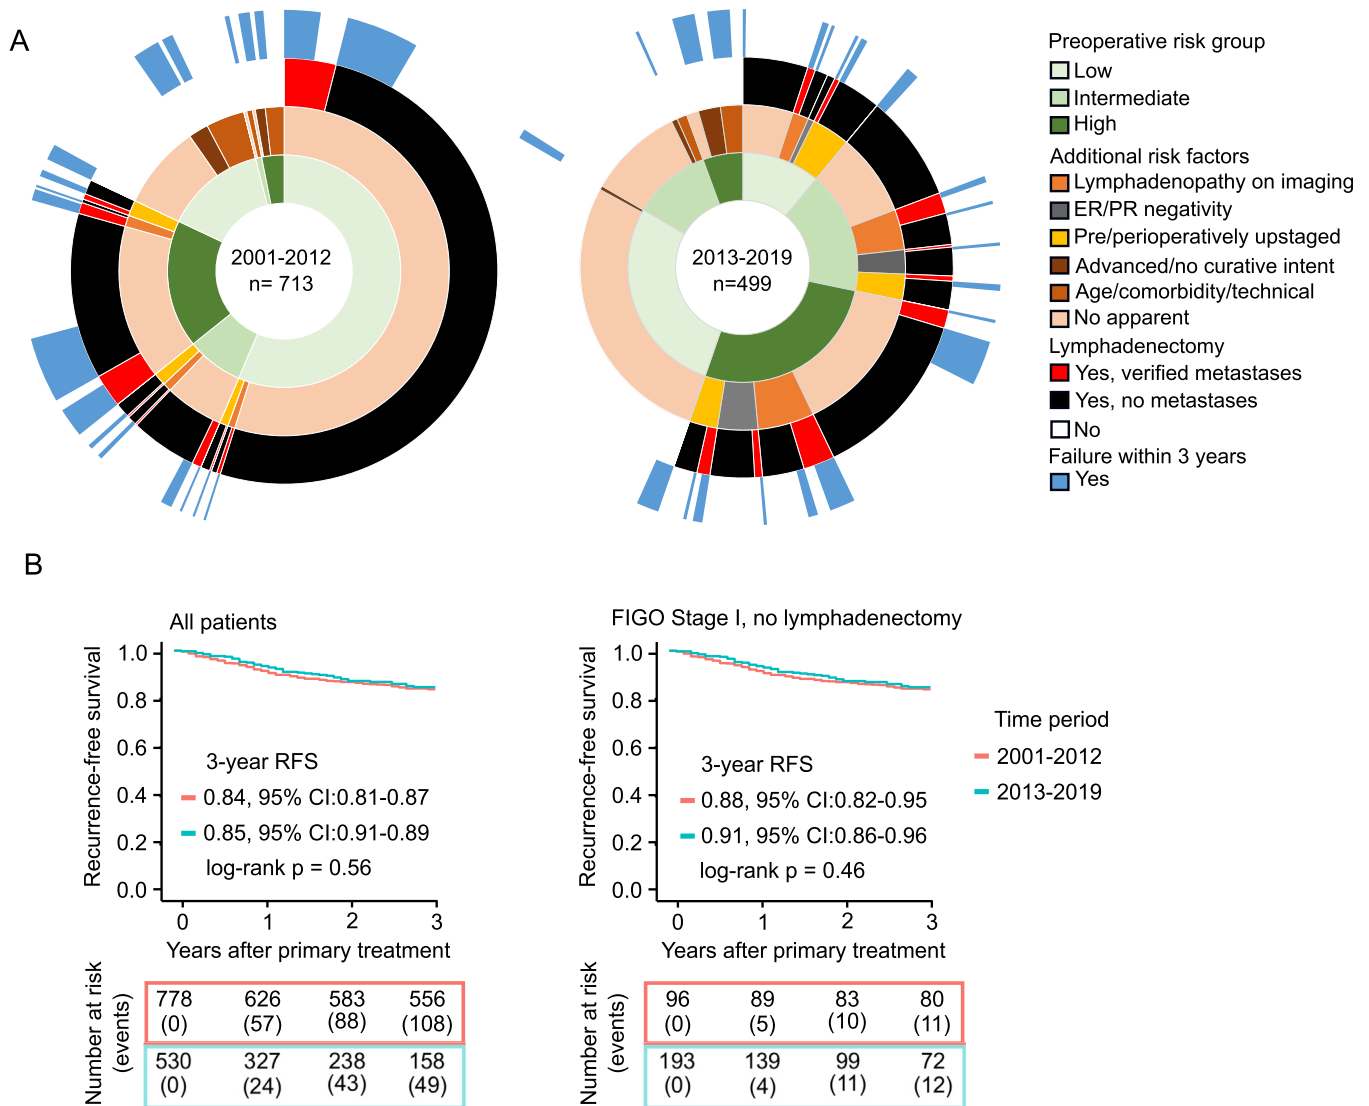 A
2001-2012
n= 713
2013-2019
n=499
Preoperative risk group
Low
Intermediate
High
Additional risk factors
Lymphadenopathy on imaging
ER/PR negativity
Pre/perioperatively upstaged
Advanced/no curative intent
Age/comorbidity/technical
No apparent
Lymphadenectomy
Yes, verified metastases
Yes, no metastases
No
Failure within 3 years
Yes
B
All patients
Recurrence-free survival
1.0
0.8
0.6
0.4
0.2
0.0
3-year RFS
0.84, 95% CI:0.81-0.87
0.85, 95% CI:0.91-0.89
log-rank p = 0.56
0 1 2 3
Years after primary treatment
Number at risk
(events)
778 626 583 556
(0) (57) (88) (108)
530 327 238 158
(0) (24) (43) (49)
FIGO Stage I, no lymphadenectomy
Recurrence-free survival
1.0
0.8
0.6
0.4
0.2
0.0
3-year RFS
0.88, 95% CI:0.82-0.95
0.91, 95% CI:0.86-0.96
log-rank p = 0.46
0 1 2 3
Years after primary treatment
Number at risk
(events)
96 89 83 80
(0) (5) (10) (11)
193 139 99 72
(0) (4) (11) (12)
Time period
2001-2012
2013-2019